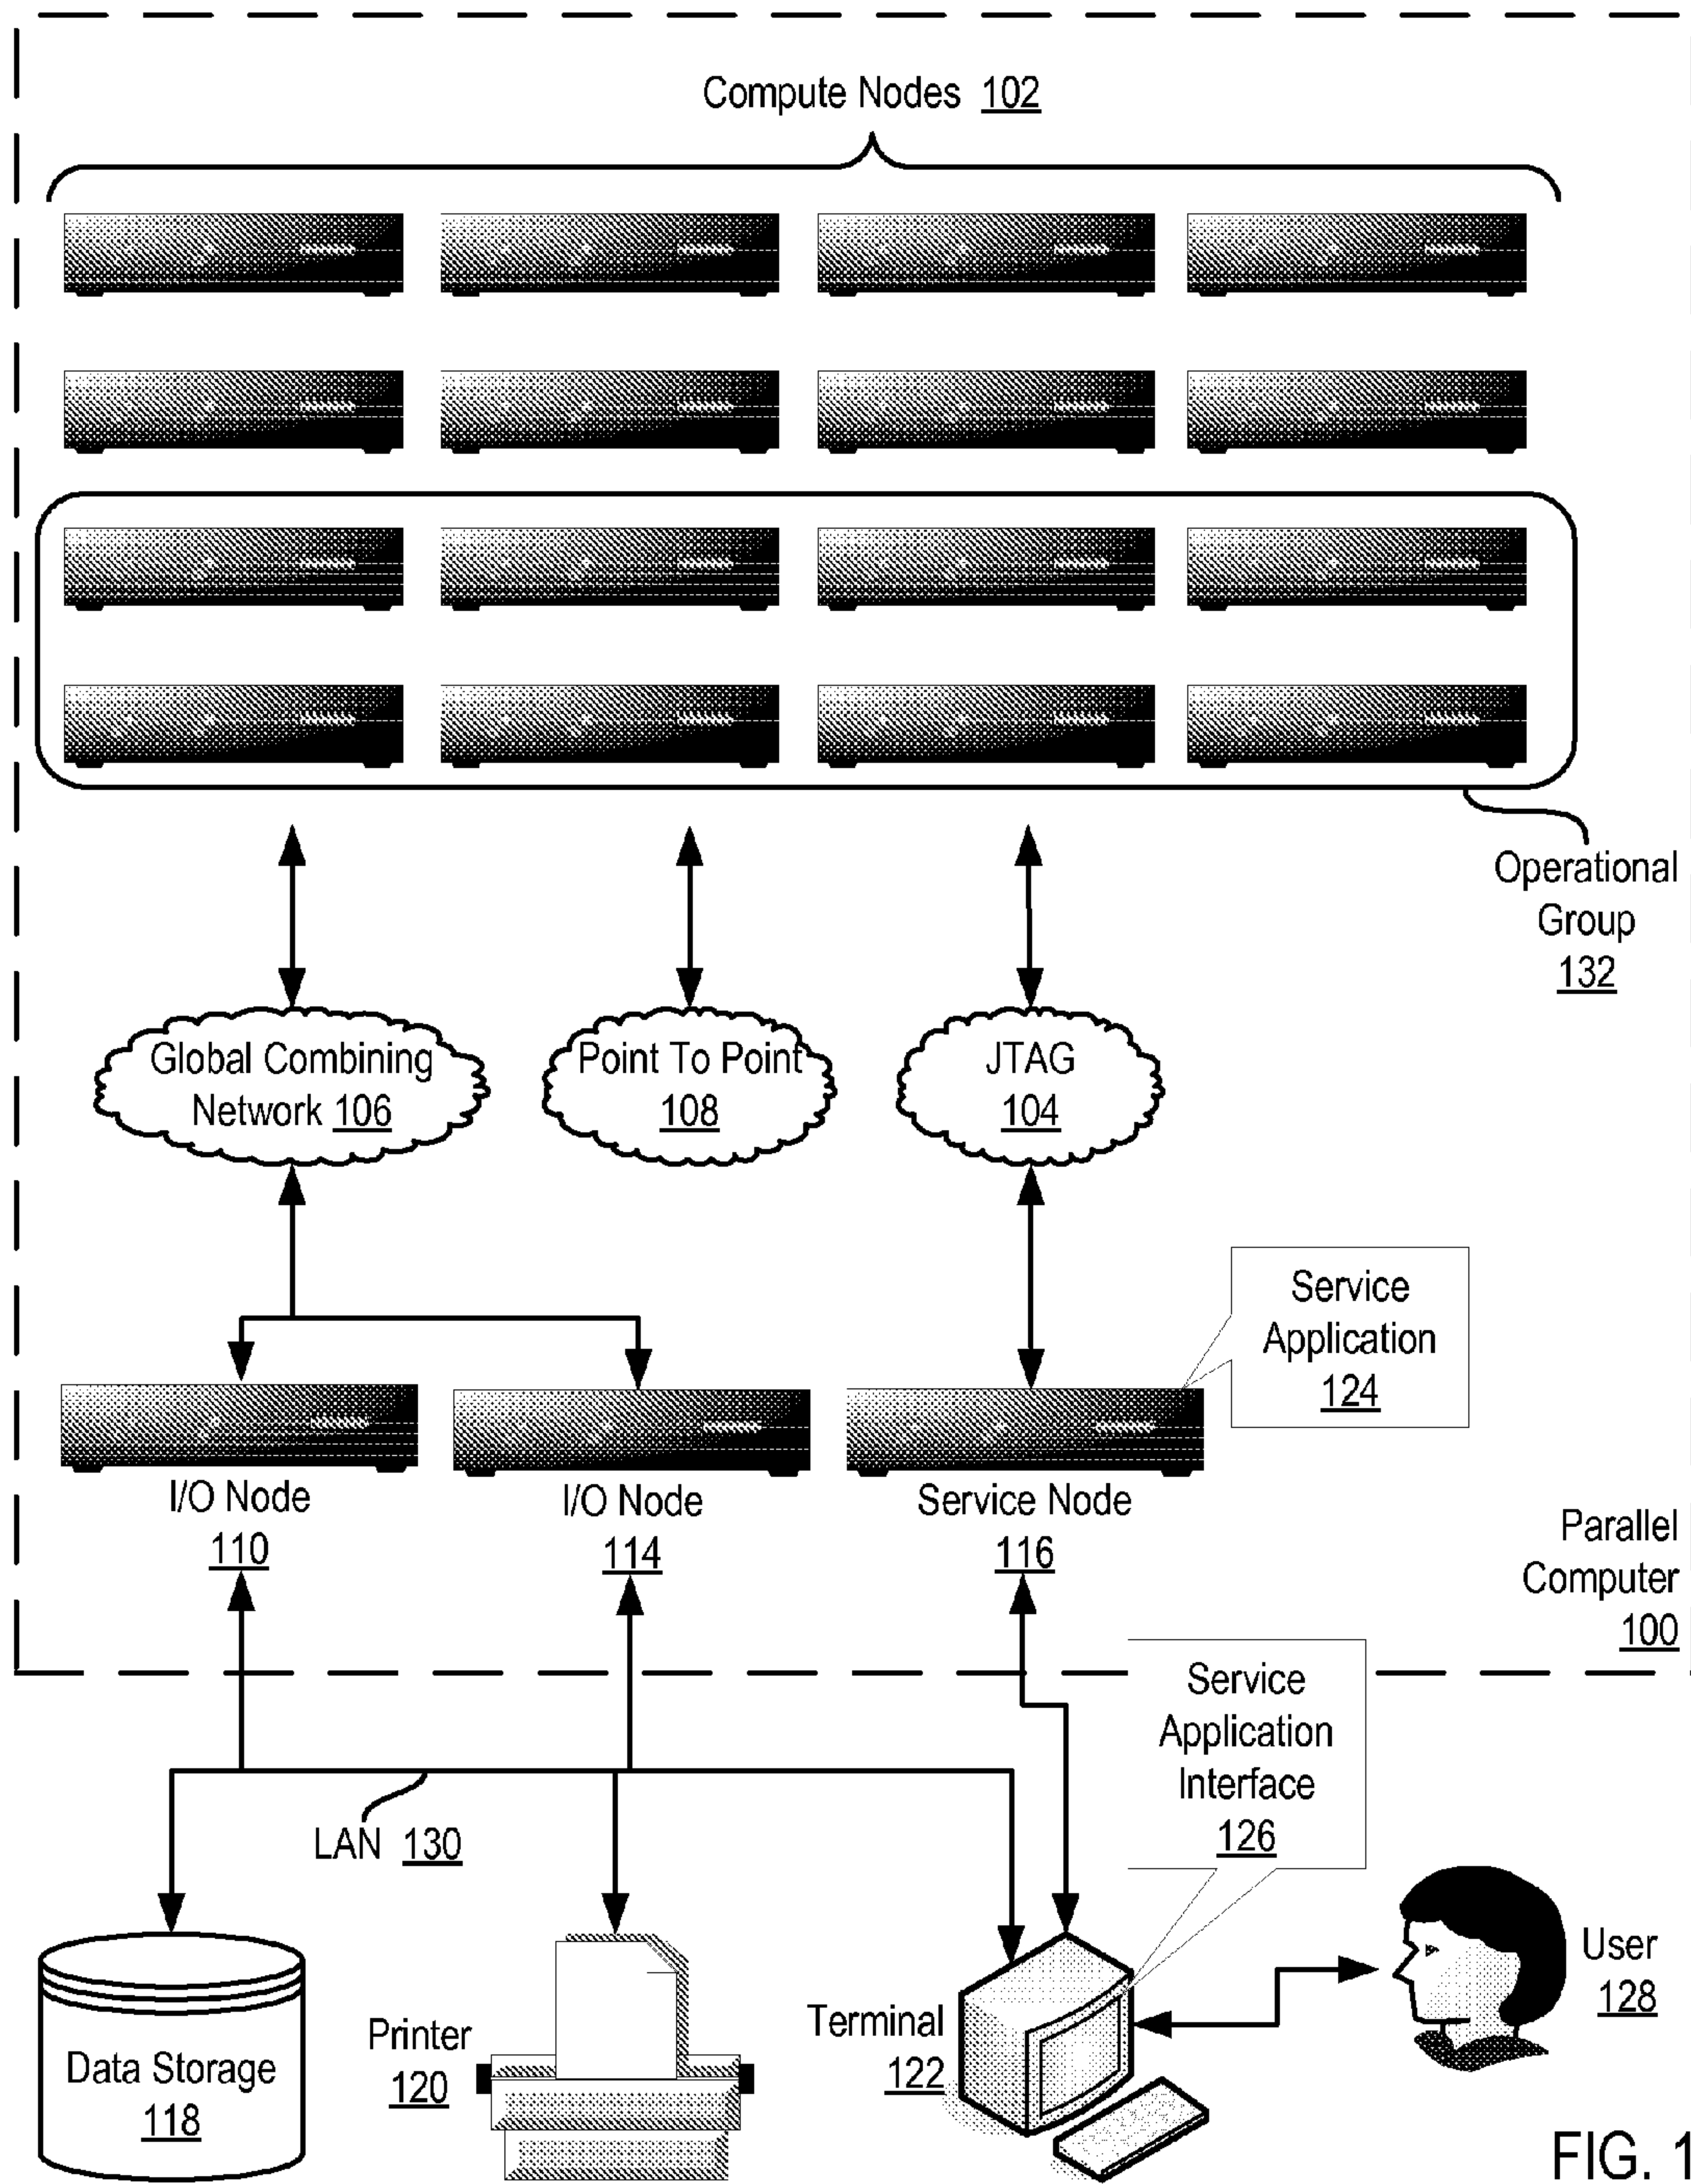 Compute Nodes 102
Operational
Group
132
Global Combining
Network 106
Point To Point
108
JTAG
104
Service
Application
124
I/O Node
110
I/O Node
114
Service Node
116
Parallel
Computer
100
Service
Application
Interface
126
LAN 130
Data Storage
118
Printer
120
Terminal
122
User
128
FIG. 1